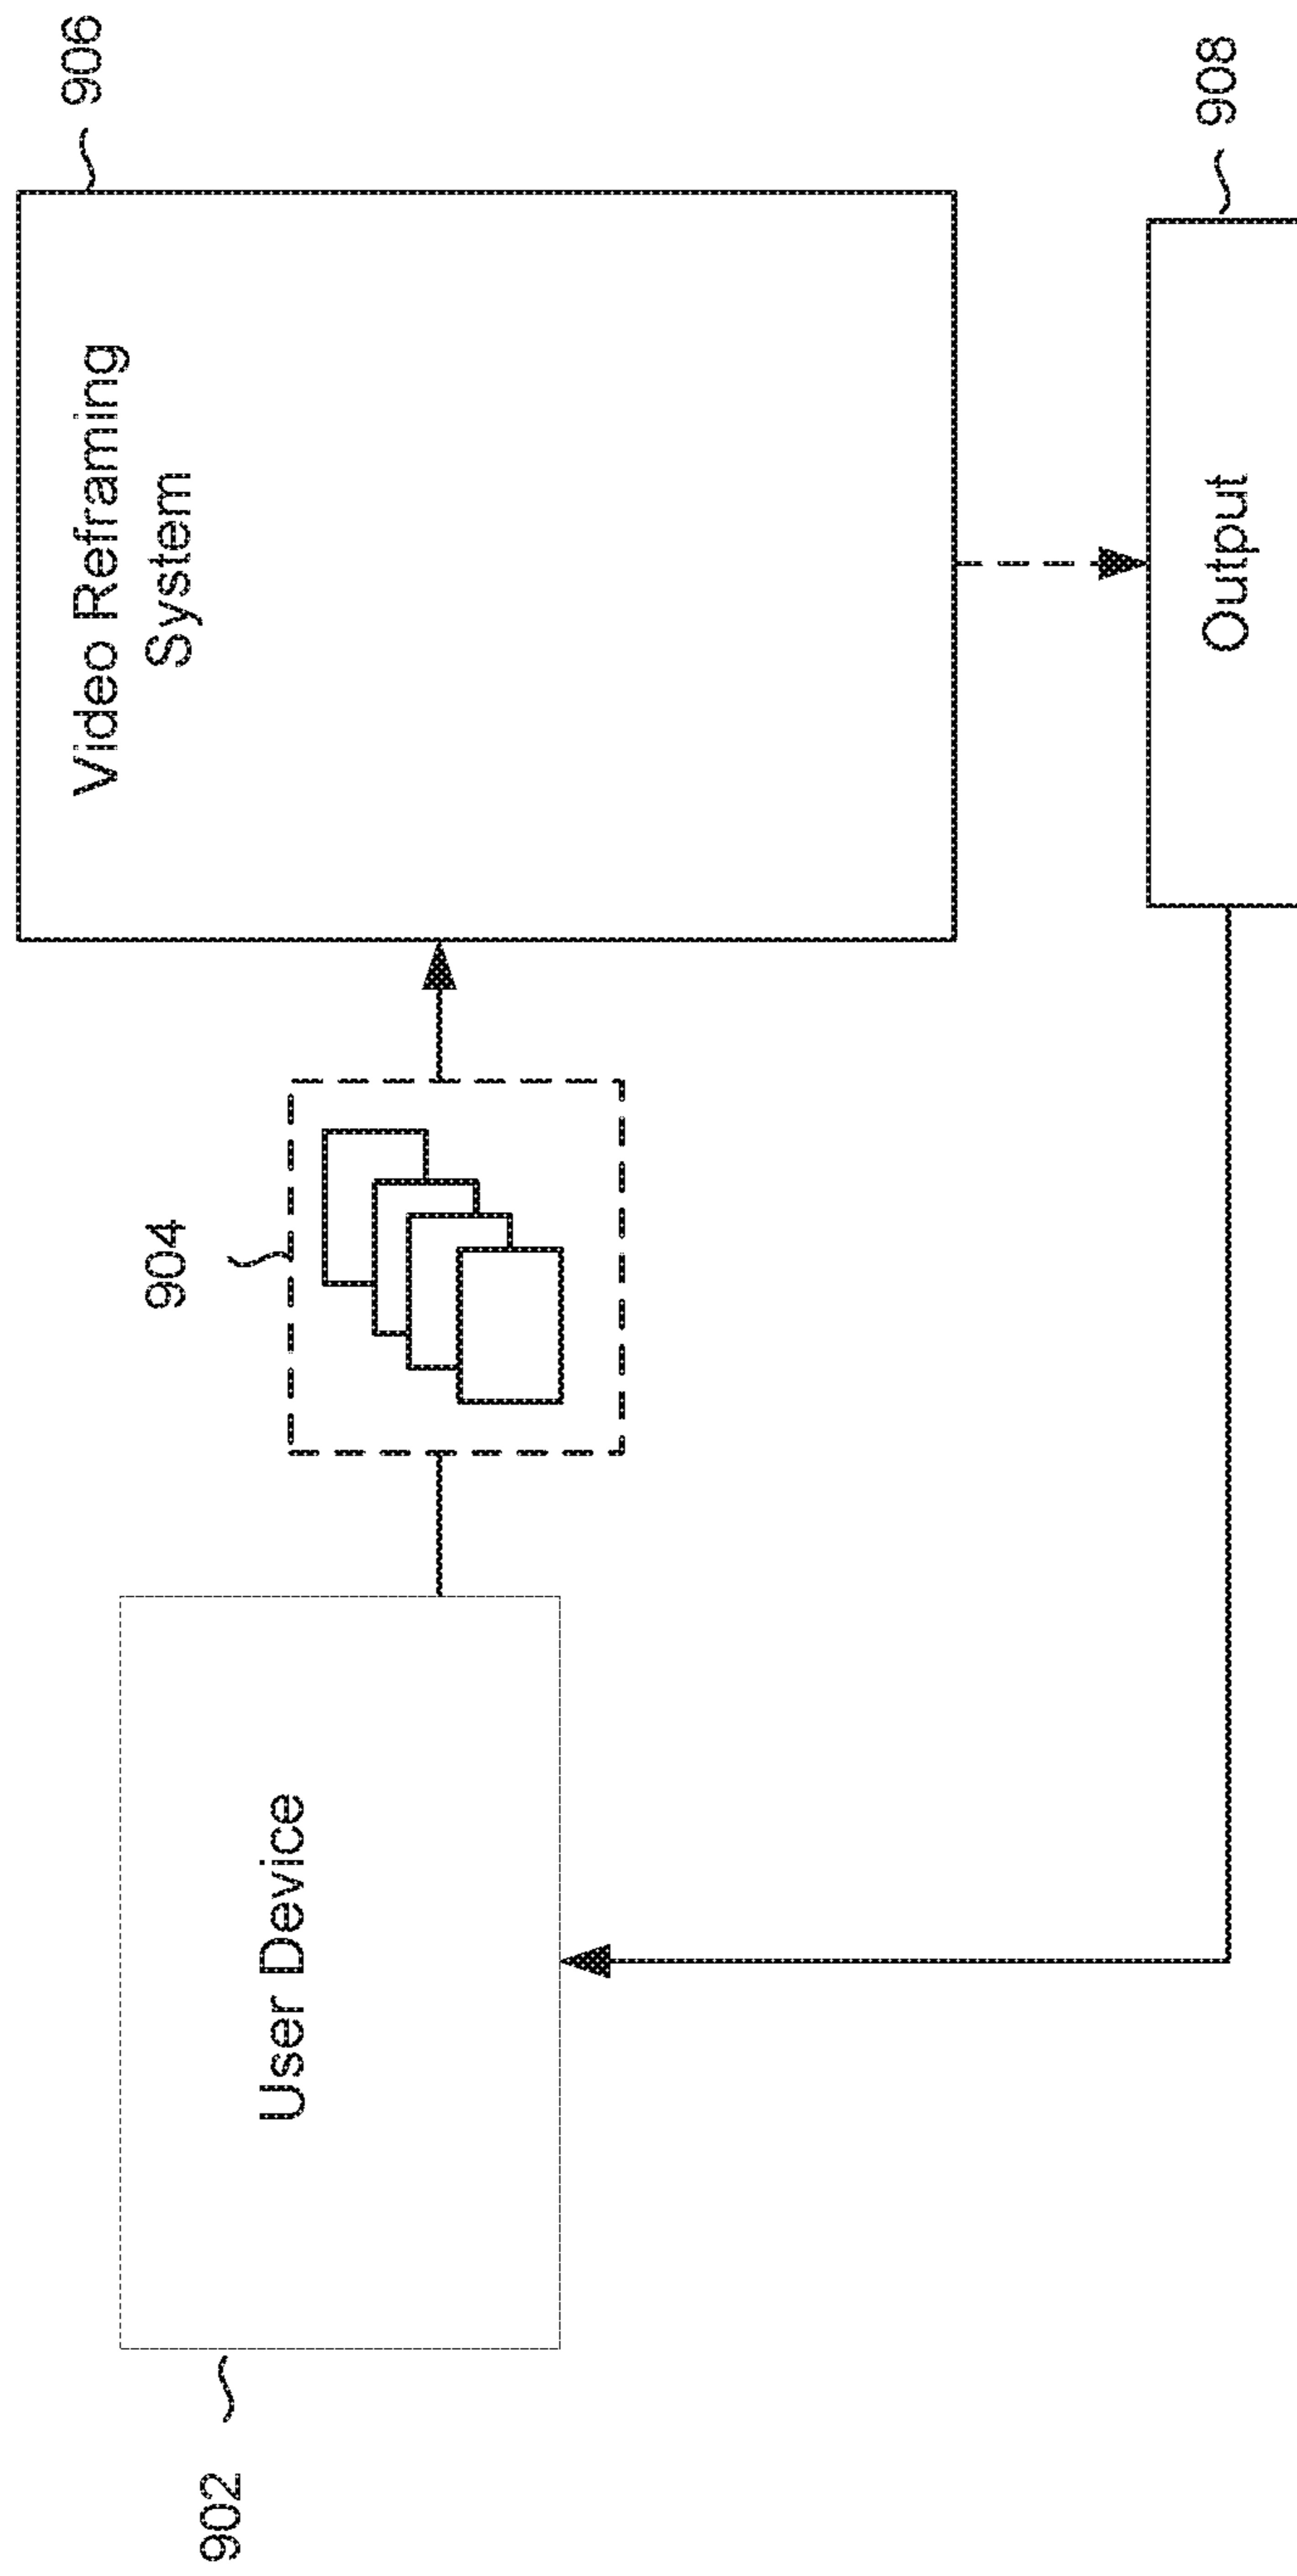 904
906
Video Reframing
System
User Device
902
Output
908